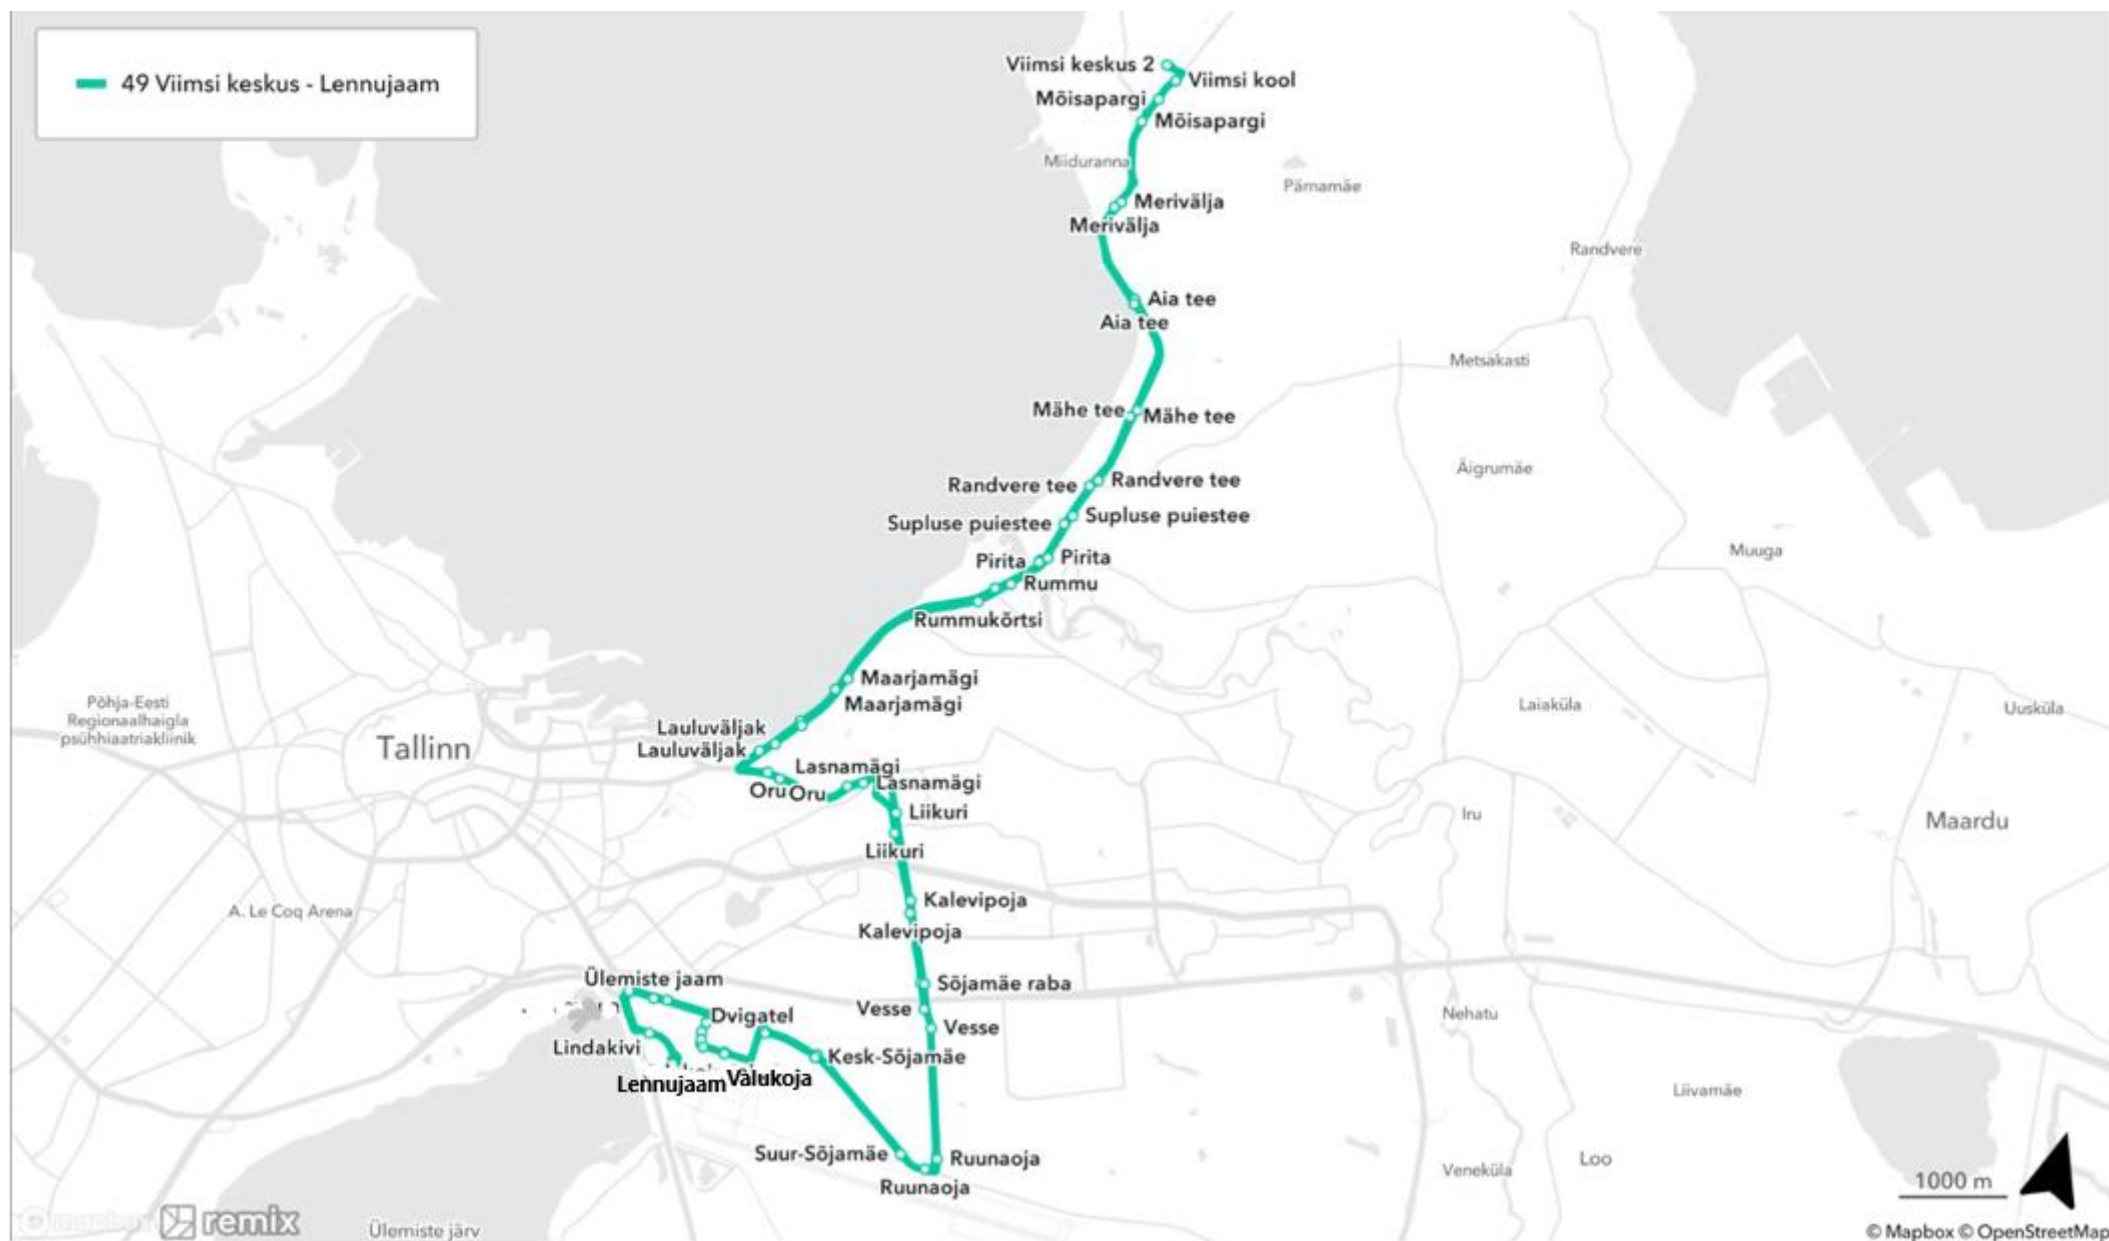 49 Viimsi keskus - Lennujaam
Viimsi keskus 2
Viimsi kool
Mõisapargi
Mõisapargi
Miiduranna
Pärnamäe
Merivälja
Merivälja
Randvere
Aia tee
Aia tee
Metsakasti
Mähe tee
Mähe tee
Äigrumäe
Randvere tee
Randvere tee
Supluse puiestee
Supluse puiestee
Muuga
Pirita
Pirita
Rummu
Rummukõrtsi
Maarjamägi
Maarjamägi
Põhja-Eesti
Regionaalhaigla
psühhiaatriakliinik
Laiaküla
Uusküla
Lauluväljak
Lauluväljak
Tallinn
Lasnamägi
Lasnamägi
Oru
Oru
Liikuri
Iru
Maardu
Liikuri
Kalevipoja
A. Le Coq Arena
Kalevipoja
Ülemiste jaam
Sõjamäe raba
Vesse
Dvigatel
Nehatu
Vesse
Lindakivi
Kesk-Sõjamäe
Lennujaam
Valukoja
Liivamäe
Suur-Sõjamäe
Ruunaoja
Loo
Veneküla
Ruunaoja
1000 m
mapbox
remix
Ülemiste järv
© Mapbox © OpenStreetMap